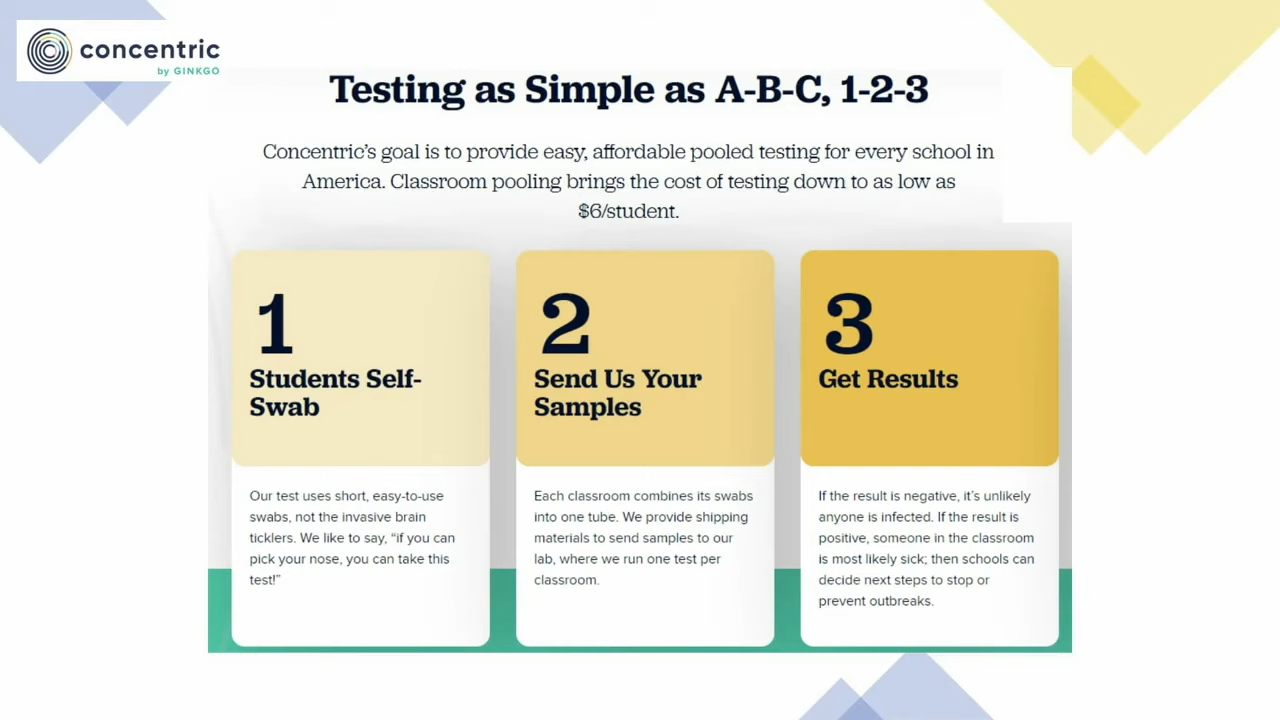 concentric
by GINKGO
Testing as Simple as A-B-C, 1-2-3
Concentric’s goal is to provide easy, affordable pooled testing for every school in
America. Classroom pooling brings the cost of testing down to as low as
$6/student.
1
Students Self-
Swab
Our test uses short, easy-to-use
swabs, not the invasive brain
ticklers. We like to say, “if you can
pick your nose, you can take this
test!”
2
Send Us Your
Samples
Each classroom combines its swabs
into one tube. We provide shipping
materials to send samples to our
lab, where we run one test per
classroom.
3
Get Results
If the result is negative, it’s unlikely
anyone is infected. If the result is
positive, someone in the classroom
is most likely sick; then schools can
decide next steps to stop or
prevent outbreaks.